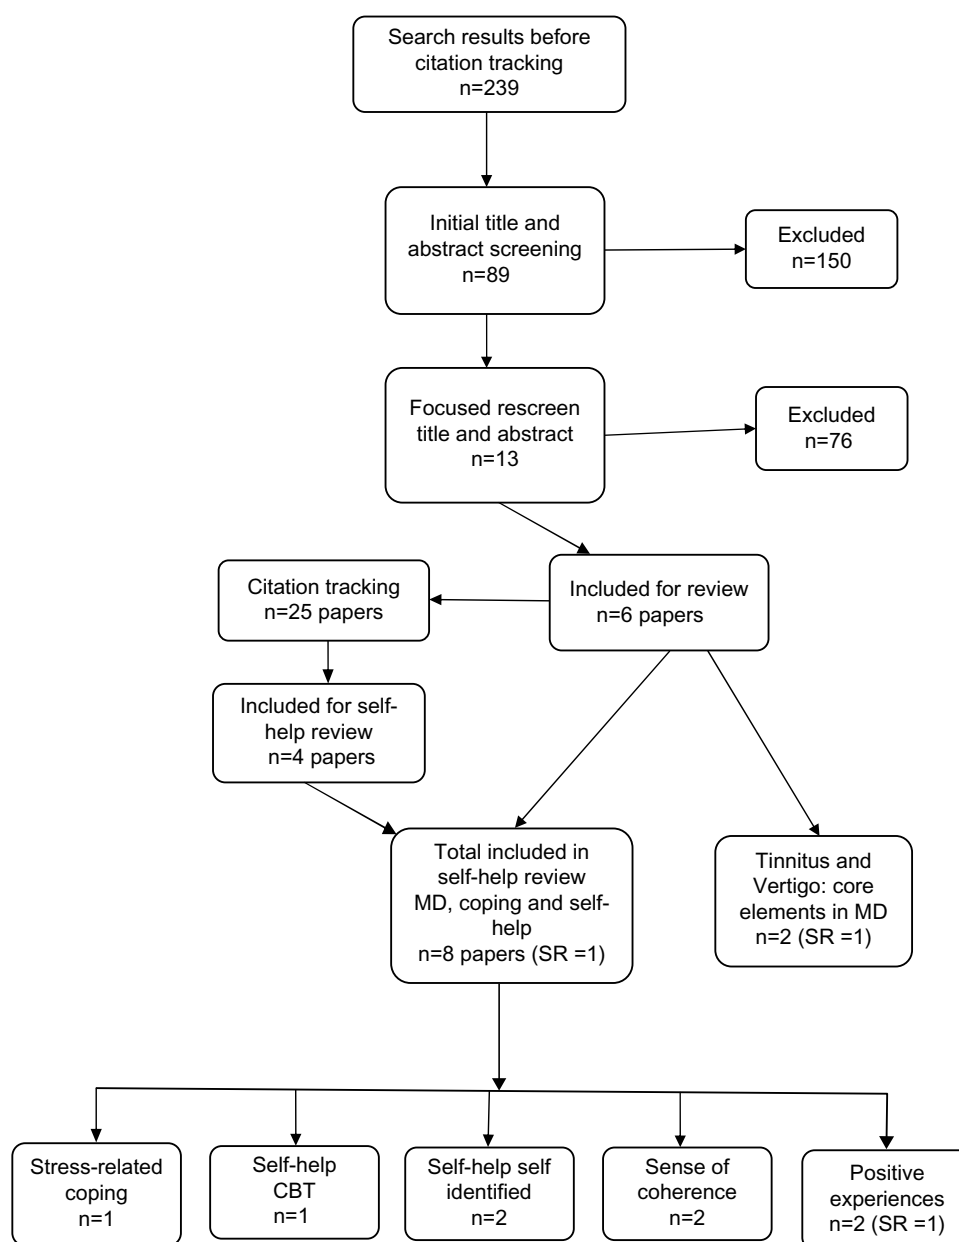 Search results before
citation tracking
n=239
Initial title and
abstract screening
n=89
Excluded
n=150
Focused rescreen
title and abstract
n=13
Excluded
n=76
Included for review
n=6 papers
Citation tracking
n=25 papers
Included for self-
help review
n=4 papers
Total included in
self-help review
MD, coping and self-
help
n=8 papers (SR =1)
Tinnitus and
Vertigo: core
elements in MD
n=2 (SR =1)
Stress-related
coping
n=1
Self-help
CBT
n=1
Self-help self
identified
n=2
Sense of
coherence
n=2
Positive
experiences
n=2 (SR =1)